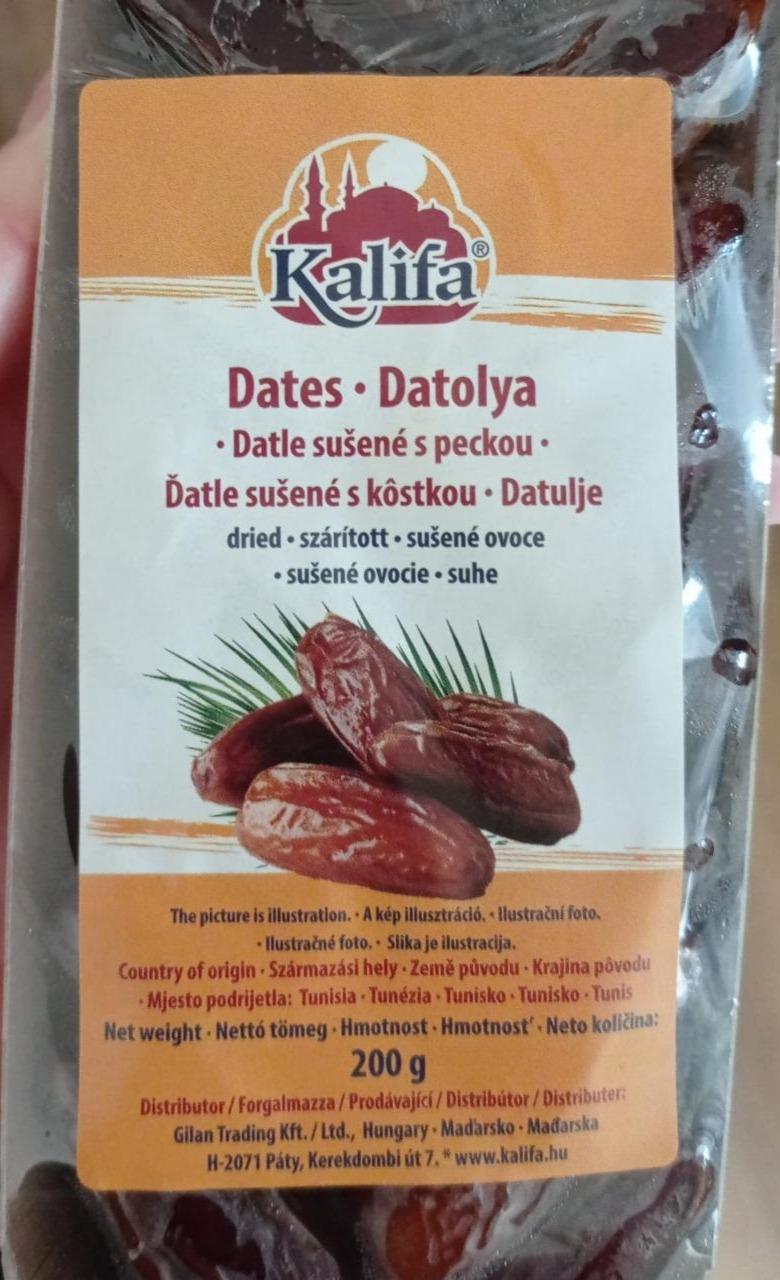 Kalifa®
Dates • Datolya
• Datle sušené s peckou •
Ďatle sušené s kôstkou • Datulje
dried • szárított • sušené ovoce
• sušené ovocie • suhe
The picture is illustration. • A kép illusztráció. • Ilustrační foto.
• Ilustračné foto. • Slika je ilustracija.
Country of origin • Származási hely • Země původu • Krajina pôvodu
• Mjesto podrijetla: Tunisia • Tunézia • Tunisko • Tunisko • Tunis
Net weight • Nettó tömeg • Hmotnost • Hmotnosť • Neto količina:
200 g
Distributor / Forgalmazza / Prodávající / Distribútor / Distributer:
Gilan Trading Kft. / Ltd., Hungary • Maďarsko • Mađarska
H-2071 Páty, Kerekdombi út 7. * www.kalifa.hu